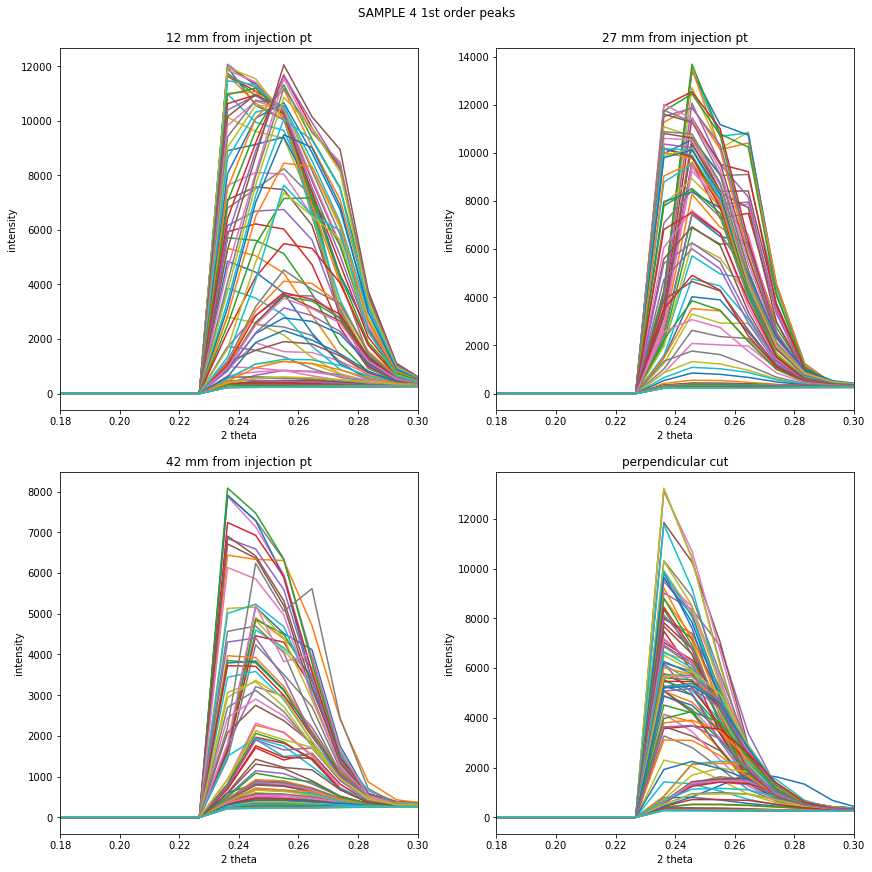 SAMPLE 4 1st order peaks
12 mm from injection pt
intensity
12000
10000
8000
6000
4000
2000
0
0.18 0.20 0.22 0.24 0.26 0.28 0.30
2 theta
27 mm from injection pt
intensity
14000
12000
10000
8000
6000
4000
2000
0
0.18 0.20 0.22 0.24 0.26 0.28 0.30
2 theta
42 mm from injection pt
intensity
8000
7000
6000
5000
4000
3000
2000
1000
0
0.18 0.20 0.22 0.24 0.26 0.28 0.30
2 theta
perpendicular cut
intensity
12000
10000
8000
6000
4000
2000
0
0.18 0.20 0.22 0.24 0.26 0.28 0.30
2 theta